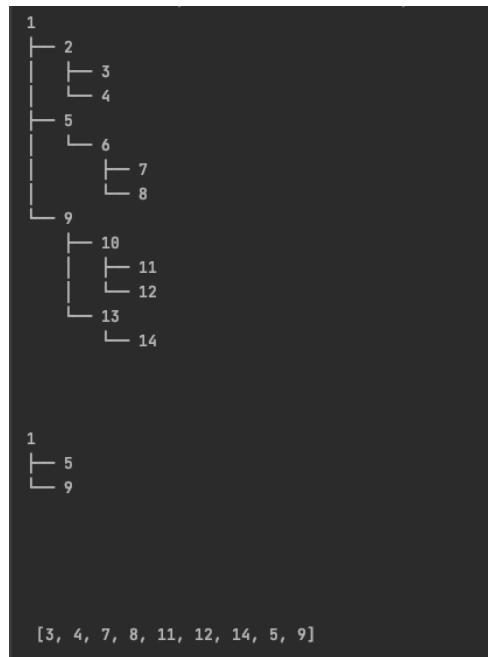 1
├── 2
│   ├── 3
│   └── 4
├── 5
│   └── 6
│       ├── 7
│       └── 8
└── 9
    ├── 10
    │   ├── 11
    │   └── 12
    └── 13
        └── 14
1
├── 5
└── 9
[3, 4, 7, 8, 11, 12, 14, 5, 9]